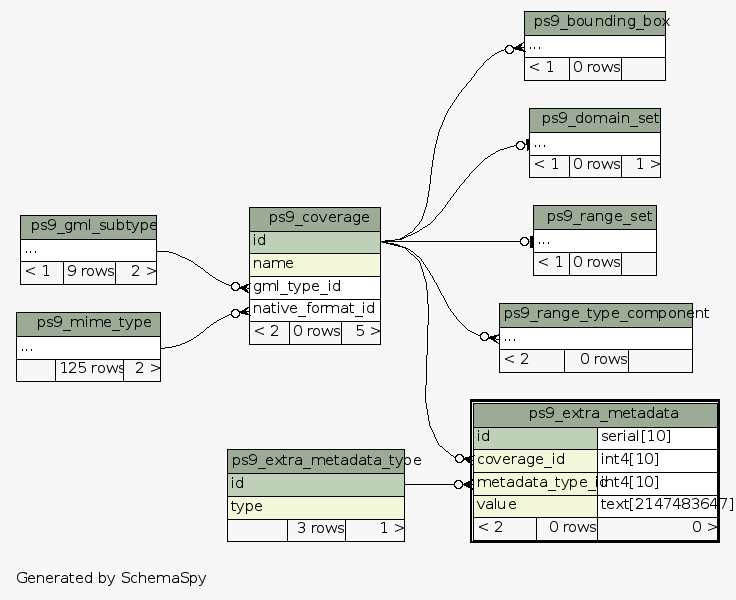 ps9_bounding_box
...
< 1 0 rows
ps9_domain_set
...
< 1 0 rows 1 >
ps9_range_set
...
< 1 0 rows
ps9_range_type_component
...
< 2 0 rows
ps9_gml_subtype
...
< 1 9 rows 2 >
ps9_mime_type
...
125 rows 2 >
ps9_coverage
id
name
gml_type_id
native_format_id
< 2 0 rows 5 >
ps9_extra_metadata_type
id
type
3 rows 1 >
ps9_extra_metadata
id serial[10]
coverage_id int4[10]
metadata_type_id int4[10]
value text[2147483647]
< 2 0 rows 0 >
Generated by SchemaSpy